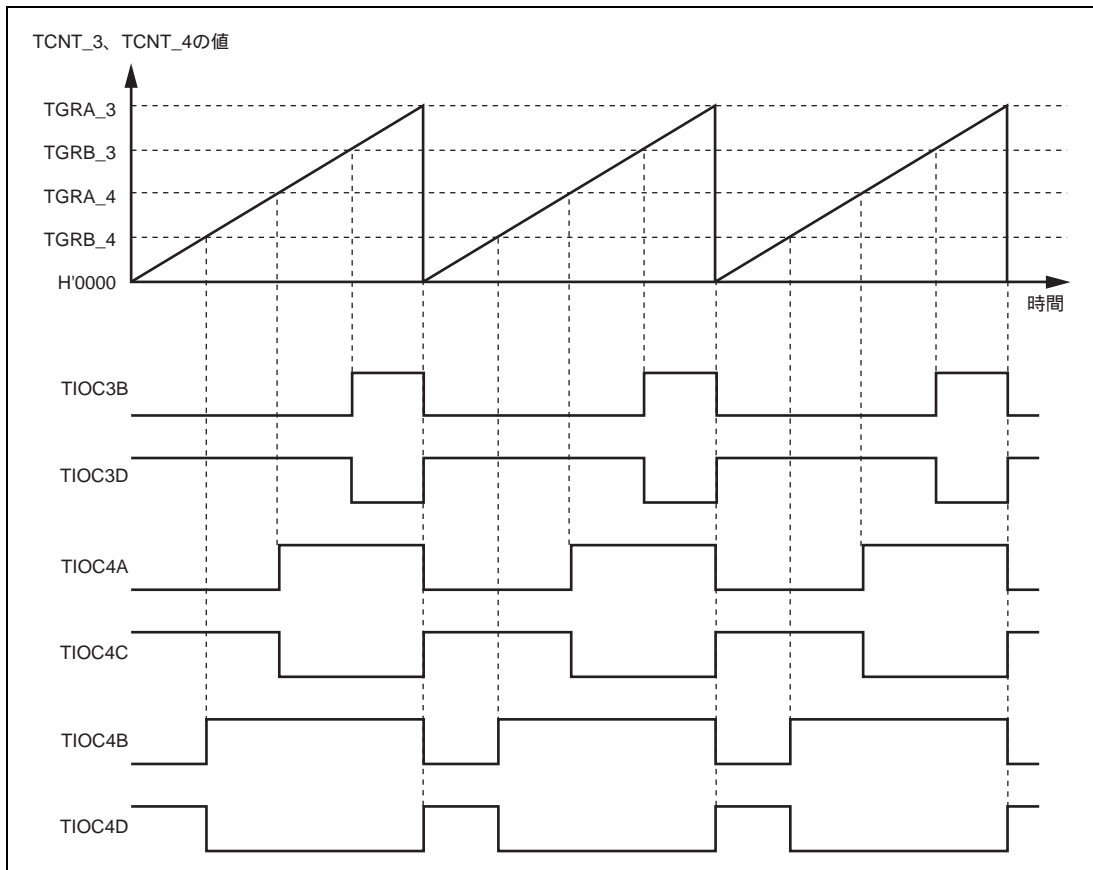 TCNT_3、TCNT_4の値
TGRA_3
TGRB_3
TGRA_4
TGRB_4
H'0000
時間
TIOC3B
TIOC3D
TIOC4A
TIOC4C
TIOC4B
TIOC4D